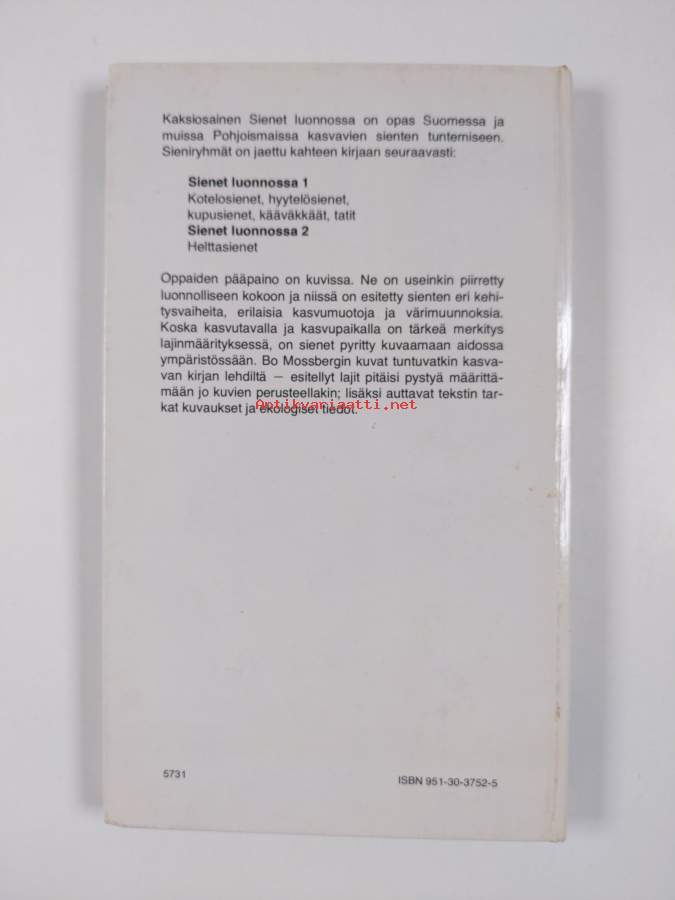 Kaksiosainen Sienet luonnossa on opas Suomessa ja
muissa Pohjoismaissa kasvavien sienten tuntemiseen.
Sieniryhmät on jaettu kahteen kirjaan seuraavasti:
Sienet luonnossa 1
Kotelosienet, hyytelösienet,
kupusienet, kääväkkäät, tatit
Sienet luonnossa 2
Helttasienet
Oppaiden pääpaino on kuvissa. Ne on useinkin piirretty
luonnolliseen kokoon ja niissä on esitetty sienten eri kehi-
tysvaiheita, erilaisia kasvumuotoja ja värimuunnoksia.
Koska kasvutavalla ja kasvupaikalla on tärkeä merkitys
lajinmäärityksessä, on sienet pyritty kuvaamaan aidossa
ympäristössään. Bo Mossbergin kuvat tuntuvatkin kasva-
van kirjan lehdiltä – esitellyt lajit pitäisi pystyä määrittä-
mään jo kuvien perusteellakin; lisäksi auttavat tekstin tar-
kat kuvaukset ja ekologiset tiedot.
Antikvariaatit.net
5731
ISBN 951-30-3752-5